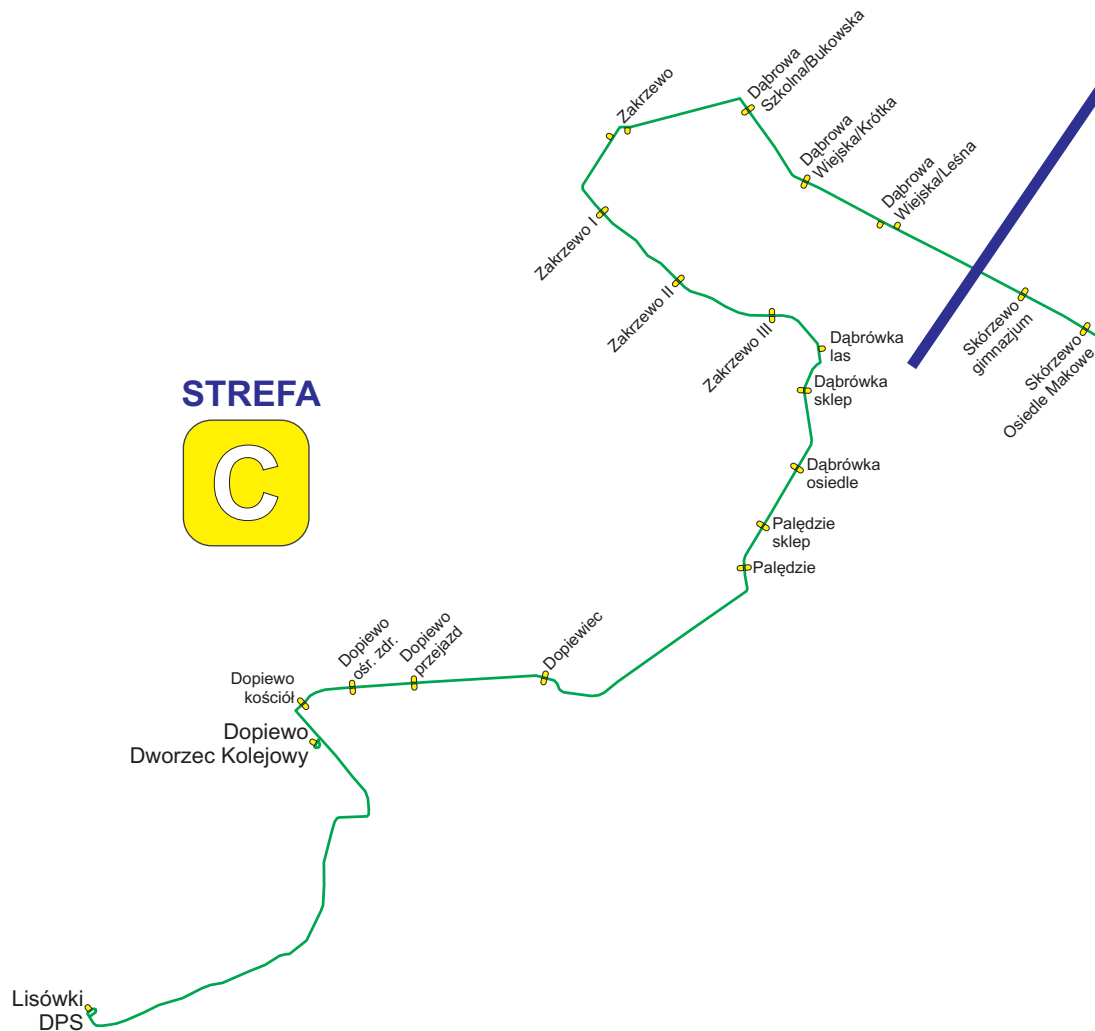 Zakrzewo
Dąbrowa
Szkolna/Bukowska
Dąbrowa
Wiejska/Krótka
Dąbrowa
Wiejska/Leśna
Zakrzewo I
Zakrzewo II
Zakrzewo III
Skórzewo
gimnazjum
Skórzewo
Osiedle Makowe
Dąbrówka
las
Dąbrówka
sklep
STREFA
C
Dąbrówka
osiedle
Palędzie
sklep
Palędzie
Dopiewiec
Dopiewo
przejazd
Dopiewo
ośr. zdr.
Dopiewo
kościół
Dopiewo
Dworzec Kolejowy
Lisówki
DPS